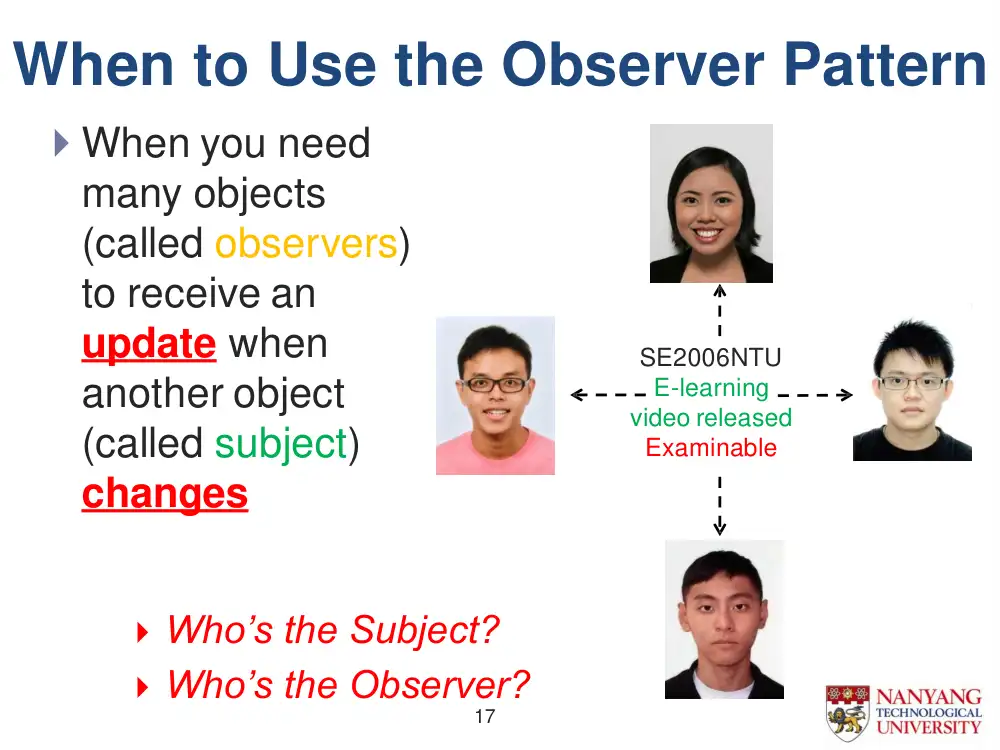 When to Use the Observer Pattern
When you need
many objects
(called observers)
to receive an
update when
another object
(called subject)
changes
SE2006NTU
E-learning
video released
Examinable
Who's the Subject?
Who's the Observer?
17
NANYANG
TECHNOLOGICAL
UNIVERSITY